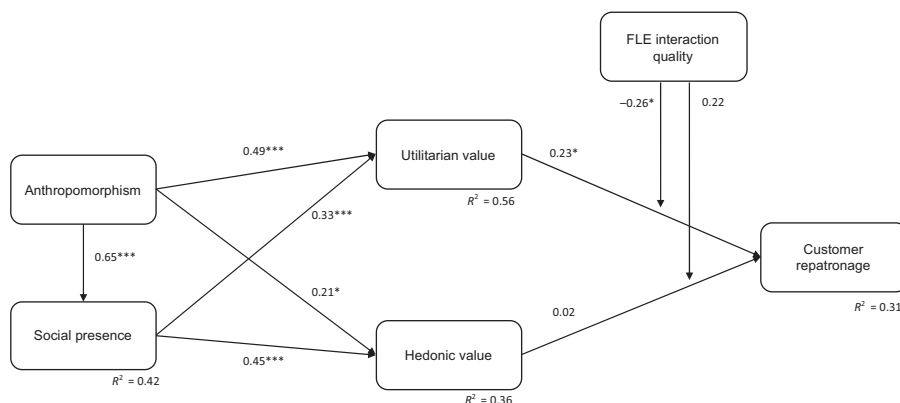 FLE interaction
quality
−0.26*
0.22
0.49***
Utilitarian value
0.23*
Anthropomorphism
R² = 0.56
0.33***
0.65***
Customer
repatronage
0.21*
R² = 0.31
Social presence
0.02
0.45***
Hedonic value
R² = 0.42
R² = 0.36